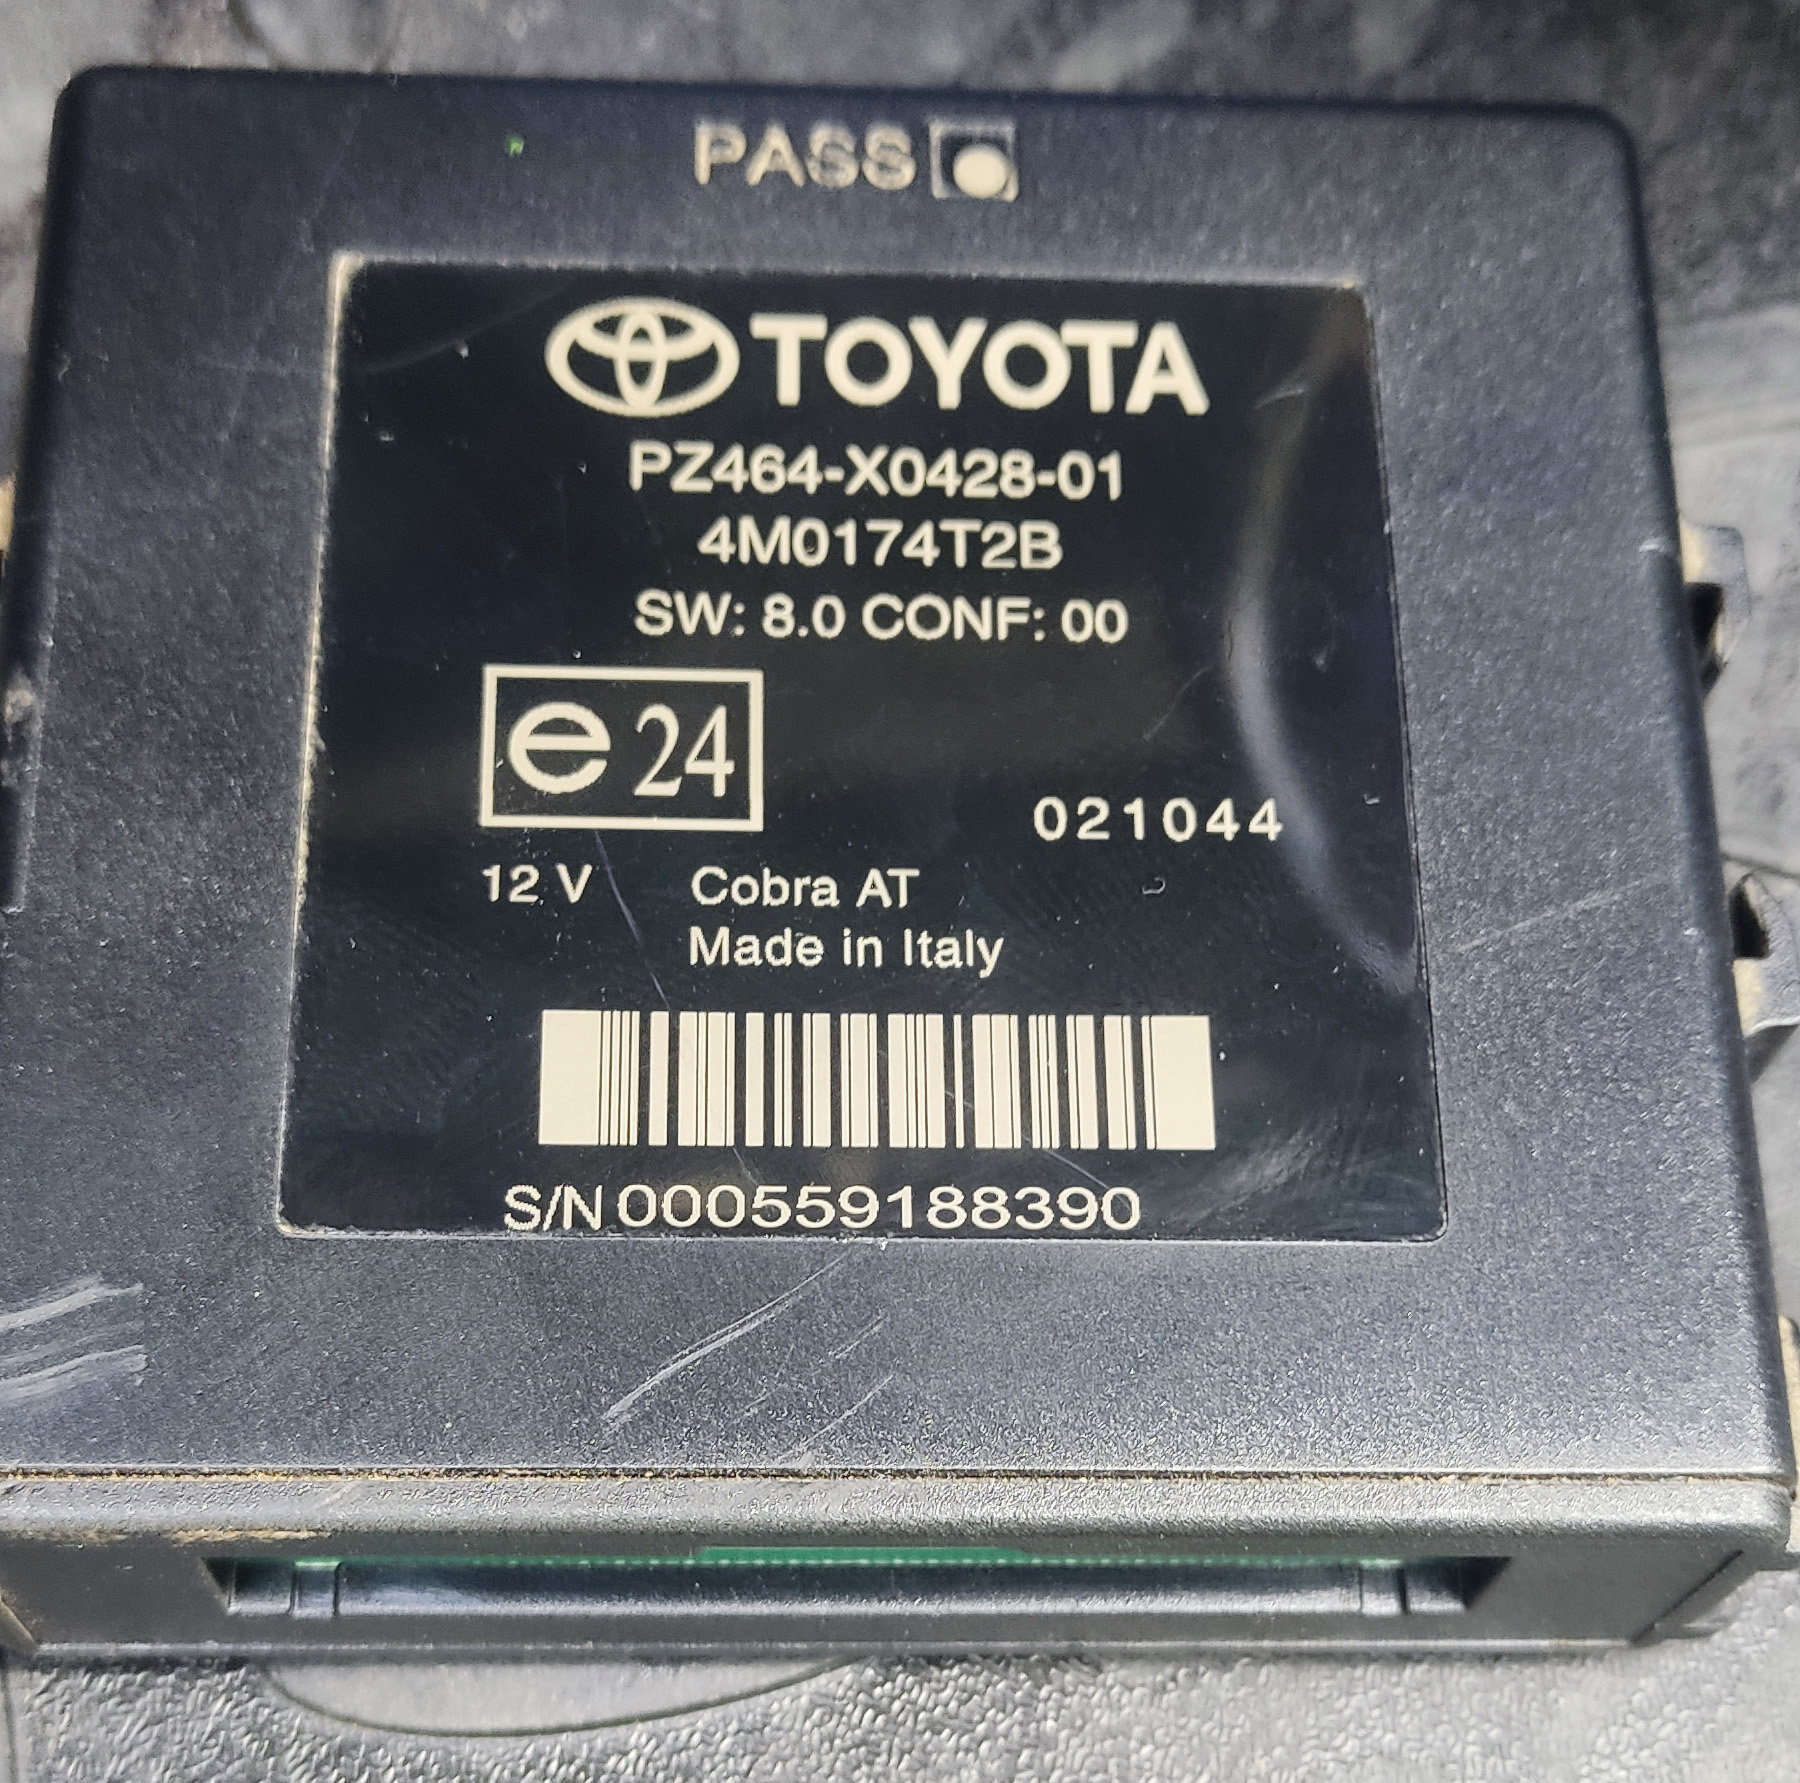 PASS
TOYOTA
PZ464-X0428-01
4M0174T2B
SW: 8.0 CONF: 00
e 24
021044
12 V Cobra AT
Made in Italy
S/N 000559188390